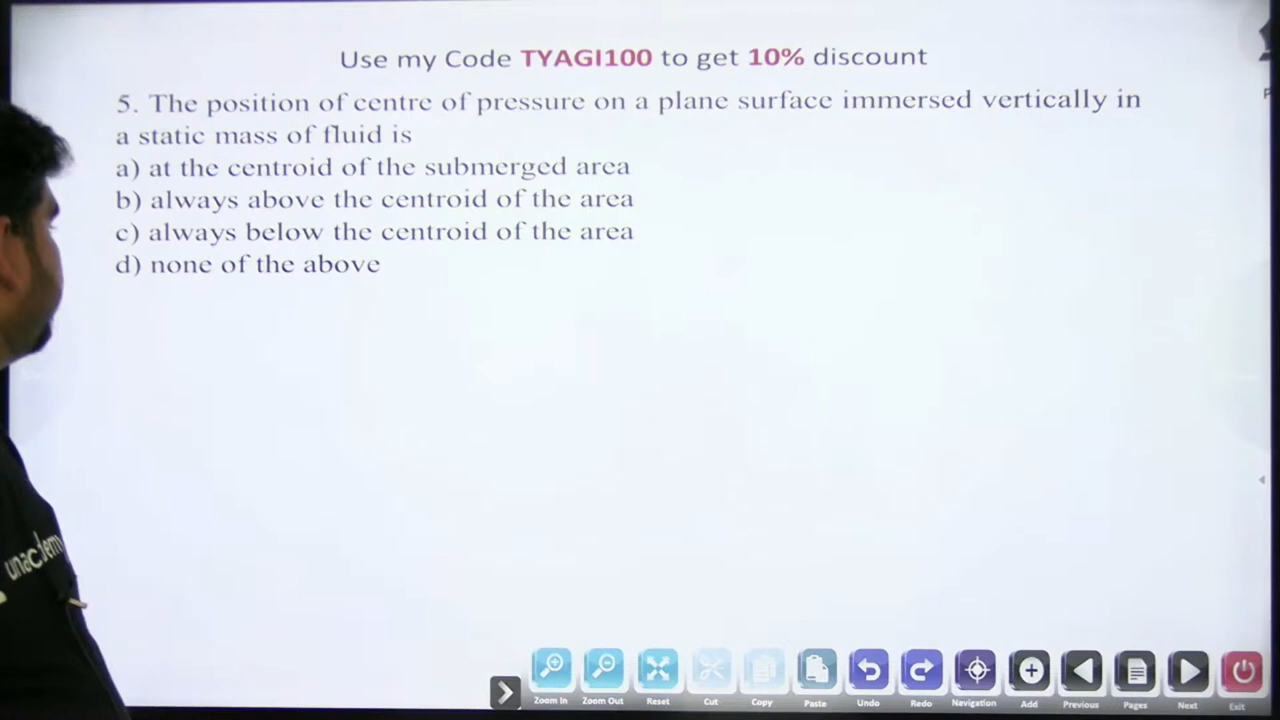 Use my Code TYAGI100 to get 10% discount
5. The position of centre of pressure on a plane surface immersed vertically in
a static mass of fluid is
a) at the centroid of the submerged area
b) always above the centroid of the area
c) always below the centroid of the area
d) none of the above
unacademy
Zoom In Zoom Out Reset Cut Copy Paste Undo Redo Navigation Add Previous Pages Next Exit